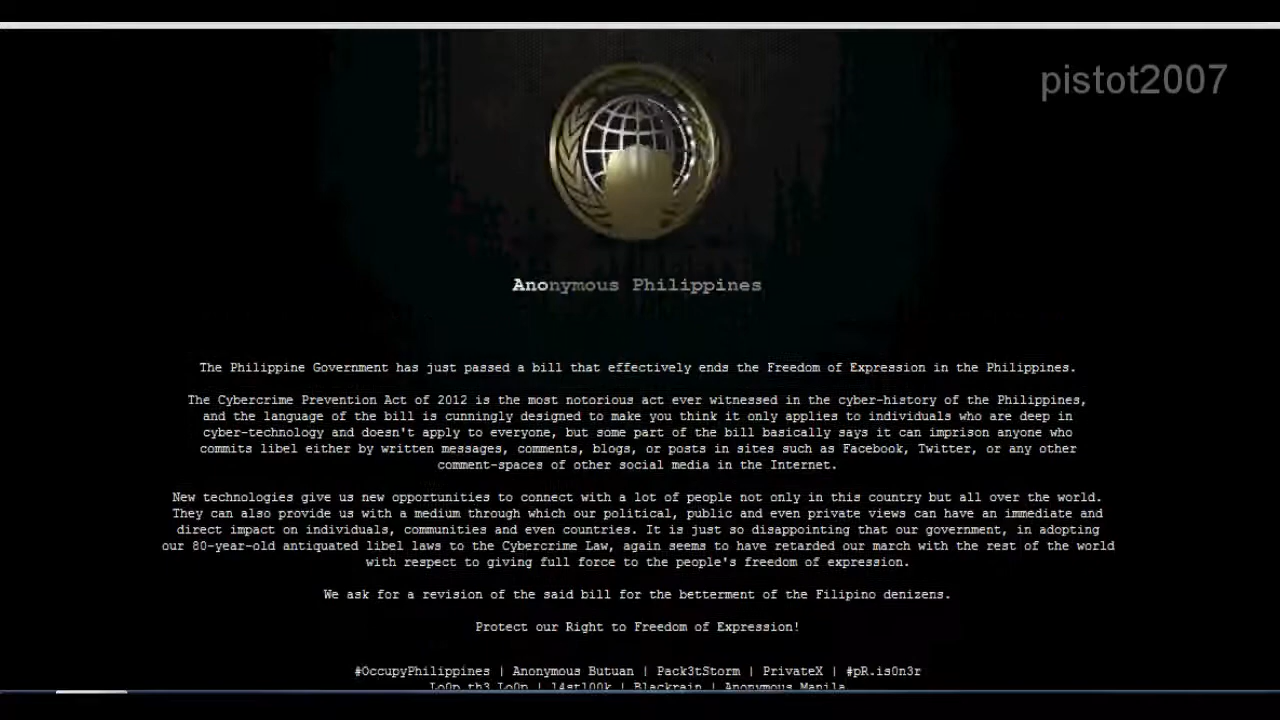 pistot2007
Anonymous Philippines
The Philippine Government has just passed a bill that effectively ends the Freedom of Expression in the Philippines.
The Cybercrime Prevention Act of 2012 is the most notorious act ever witnessed in the cyber-history of the Philippines,
and the language of the bill is cunningly designed to make you think it only applies to individuals who are deep in
cyber-technology and doesn't apply to everyone, but some part of the bill basically says it can imprison anyone who
commits libel either by written messages, comments, blogs, or posts in sites such as Facebook, Twitter, or any other
comment-spaces of other social media in the Internet.
New technologies give us new opportunities to connect with a lot of people not only in this country but all over the world.
They can also provide us with a medium through which our political, public and even private views can have an immediate and
direct impact on individuals, communities and even countries. It is just so disappointing that our government, in adopting
our 80-year-old antiquated libel laws to the Cybercrime Law, again seems to have retarded our march with the rest of the world
with respect to giving full force to the people's freedom of expression.
We ask for a revision of the said bill for the betterment of the Filipino denizens.
Protect our Right to Freedom of Expression!
#OccupyPhilippines | Anonymous Butuan | Pack3tStorm | PrivateX | #pR.is0n3r
Lo0p th3 Lo0p | l4stl00k | Blackrain | Anonymous Manila